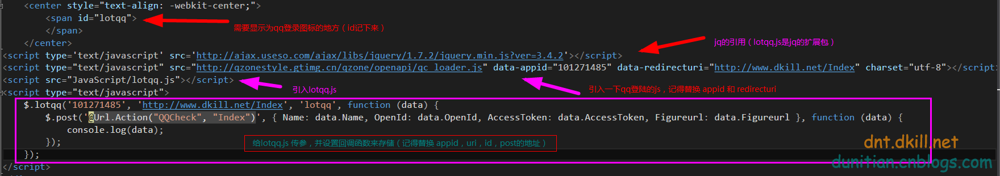 <center style="text-align: -webkit-center;">
<span id="lotqq">
需要显示为qq登录图标的地方（id记下来）
</span>
</center>
jq的引用（lotqq.js是jq的扩展包）
<script type='text/javascript' src='http://ajax.useso.com/ajax/libs/jquery/1.7.2/jquery.min.js?ver=3.4.2'></script>
<script type="text/javascript" src="http://qzonestyle.gtimg.cn/qzone/openapi/qc_loader.js" data-appid="101271485" data-redirecturi="http://www.dkill.net/Index" charset="utf-8"></script>
<script src="JavaScript/lotqq.js"></script>
引入lotqq.js
引入一下qq登陆的js，记得替换 appid 和 redirecturi
<script type="text/javascript">
$.lotqq('101271485', 'http://www.dkill.net/Index', 'lotqq', function (data) {
$.post('@Url.Action("QQCheck", "Index")', { Name: data.Name, OpenId: data.OpenId, AccessToken: data.AccessToken, Figureurl: data.Figureurl }, function (data) {
console.log(data);
});
给lotqq.js 传参，并设置回调函数来存储（记得替换 appid，uri，id，post的地址）
});
</script>
dnt.dkill.net
dunitian.cnblogs.com